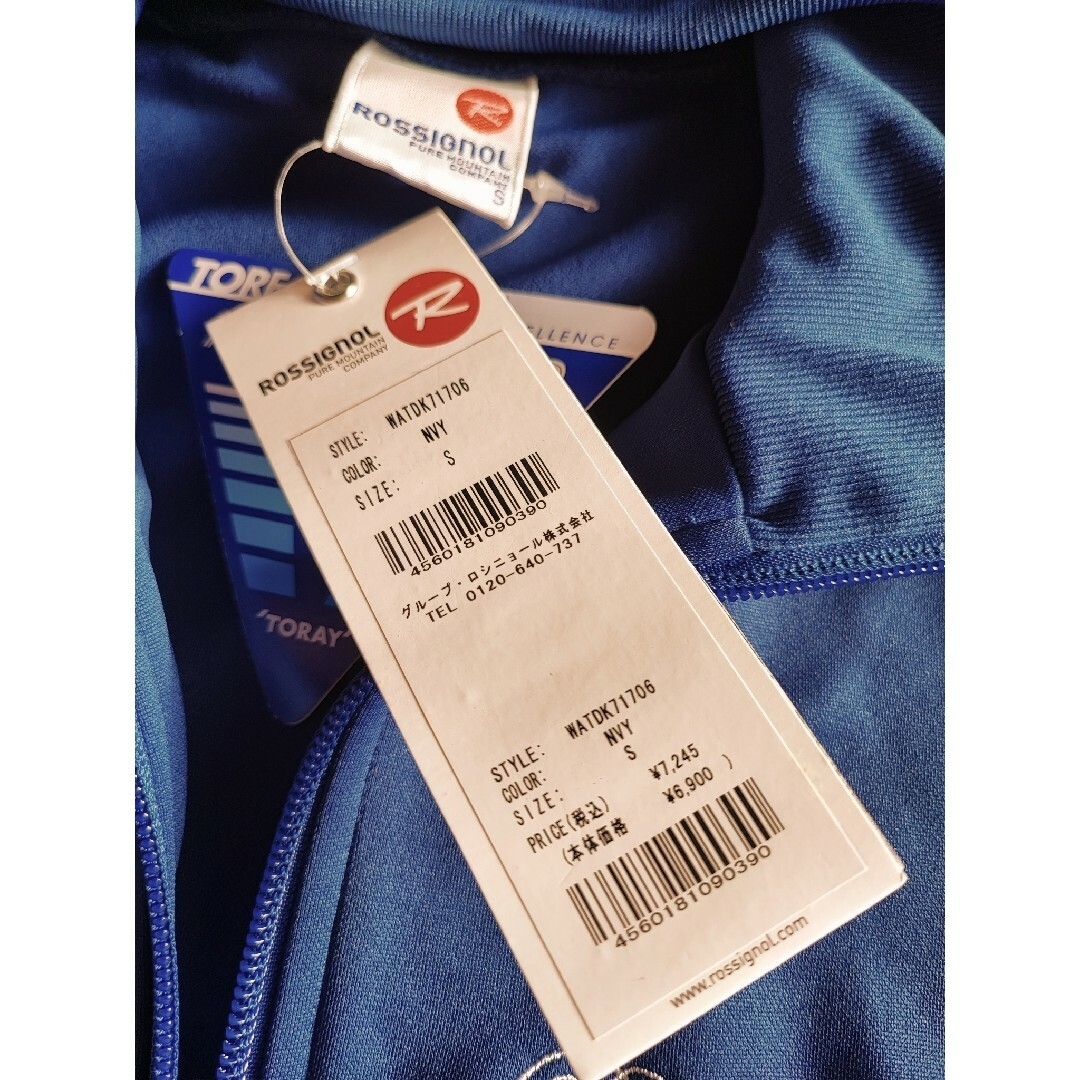 ROSSIGNOL
PURE MOUNTAIN
COMPANY
S
ROSSIGNOL
PURE MOUNTAIN
COMPANY
STYLE: WATDK71706
COLOR: NVY
SIZE: S
4560181090390
グループ・ロシニョール株式会社
TEL 0120-640-737
STYLE: WATDK71706
COLOR: NVY
SIZE: S
PRICE(税込) ¥7,245
(本体価格 ¥6,900 )
4560181090390
www.rossignol.com
'TORAY'